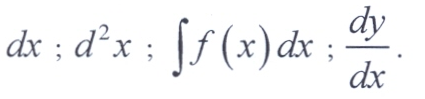 dx ; d²x ; ∫f(x)dx ; dy/dx .